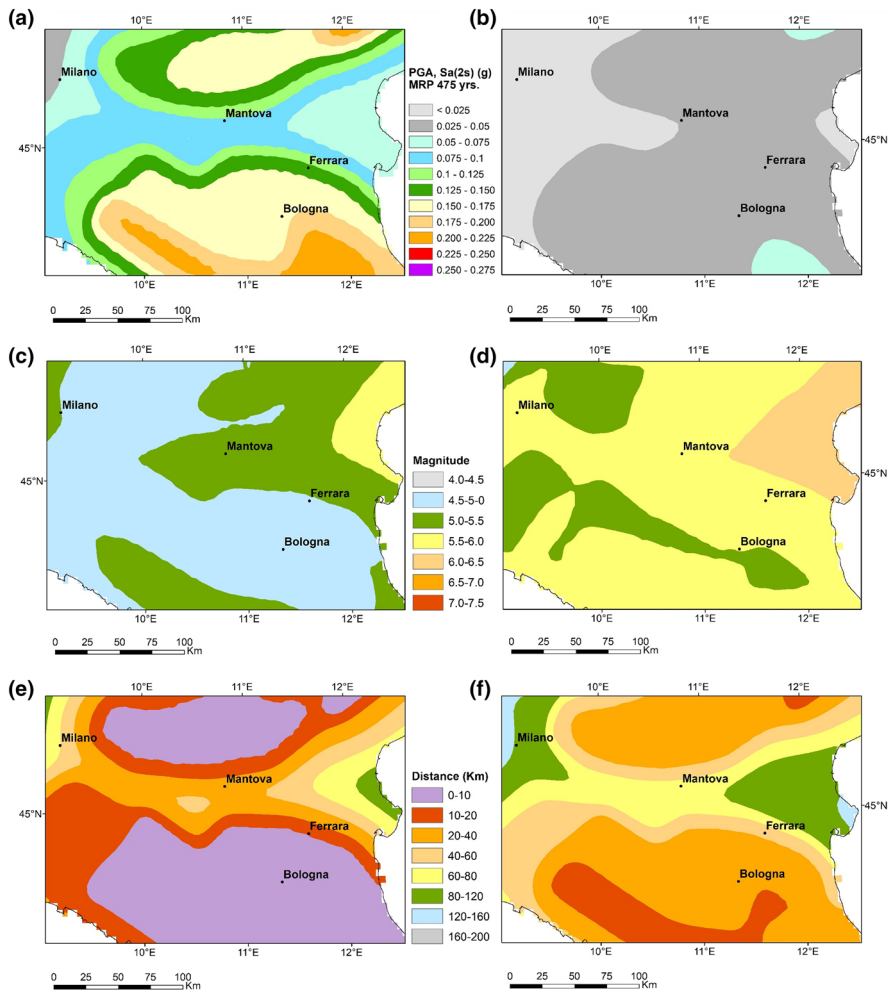 (a)
10°E 11°E 12°E
Milano
Mantova
45°N
Ferrara
Bologna
10°E 11°E 12°E
0 25 50 75 100
Km
PGA, Sa(2s) (g)
MRP 475 yrs.
< 0.025
0.025 - 0.05
0.05 - 0.075
0.075 - 0.1
0.1 - 0.125
0.125 - 0.150
0.150 - 0.175
0.175 - 0.200
0.200 - 0.225
0.225 - 0.250
0.250 - 0.275
(b)
10°E 11°E 12°E
Milano
Mantova
45°N
Ferrara
Bologna
10°E 11°E 12°E
0 25 50 75 100
Km
(c)
10°E 11°E 12°E
Milano
Mantova
45°N
Ferrara
Bologna
10°E 11°E 12°E
0 25 50 75 100
Km
Magnitude
4.0-4.5
4.5-5.0
5.0-5.5
5.5-6.0
6.0-6.5
6.5-7.0
7.0-7.5
(d)
10°E 11°E 12°E
Milano
Mantova
45°N
Ferrara
Bologna
10°E 11°E 12°E
0 25 50 75 100
Km
(e)
10°E 11°E 12°E
Milano
Mantova
45°N
Ferrara
Bologna
10°E 11°E 12°E
0 25 50 75 100
Km
Distance (Km)
0-10
10-20
20-40
40-60
60-80
80-120
120-160
160-200
(f)
10°E 11°E 12°E
Milano
Mantova
45°N
Ferrara
Bologna
10°E 11°E 12°E
0 25 50 75 100
Km